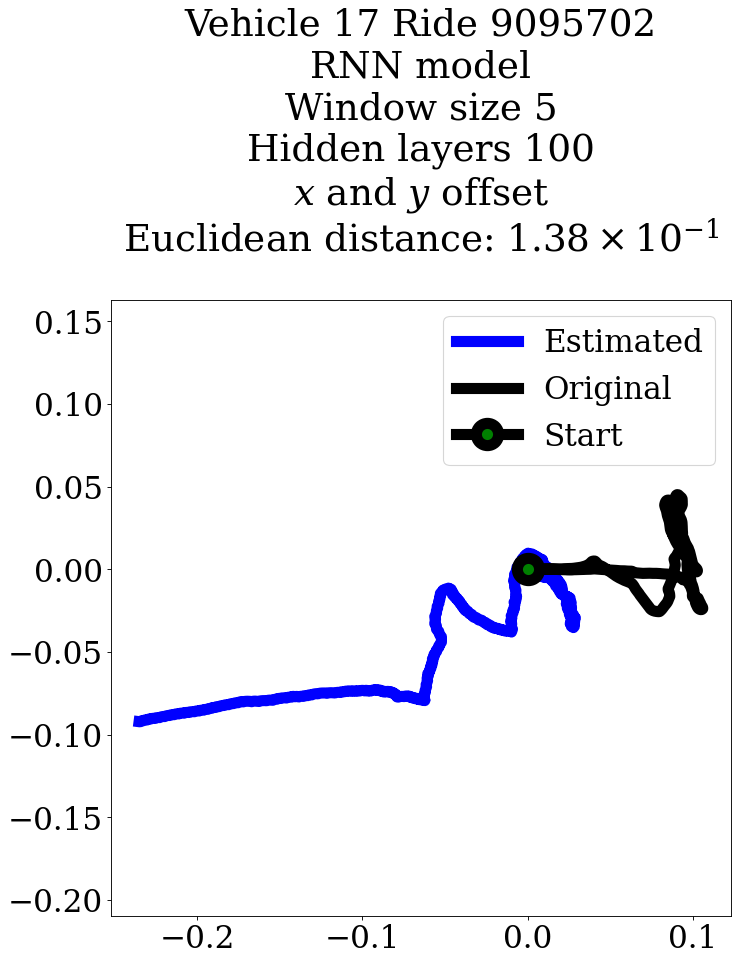 Vehicle 17 Ride 9095702
RNN model
Window size 5
Hidden layers 100
x and y offset
Euclidean distance: 1.38 × 10⁻¹
Estimated
Original
Start
0.15
0.10
0.05
0.00
−0.05
−0.10
−0.15
−0.20
−0.2
−0.1
0.0
0.1